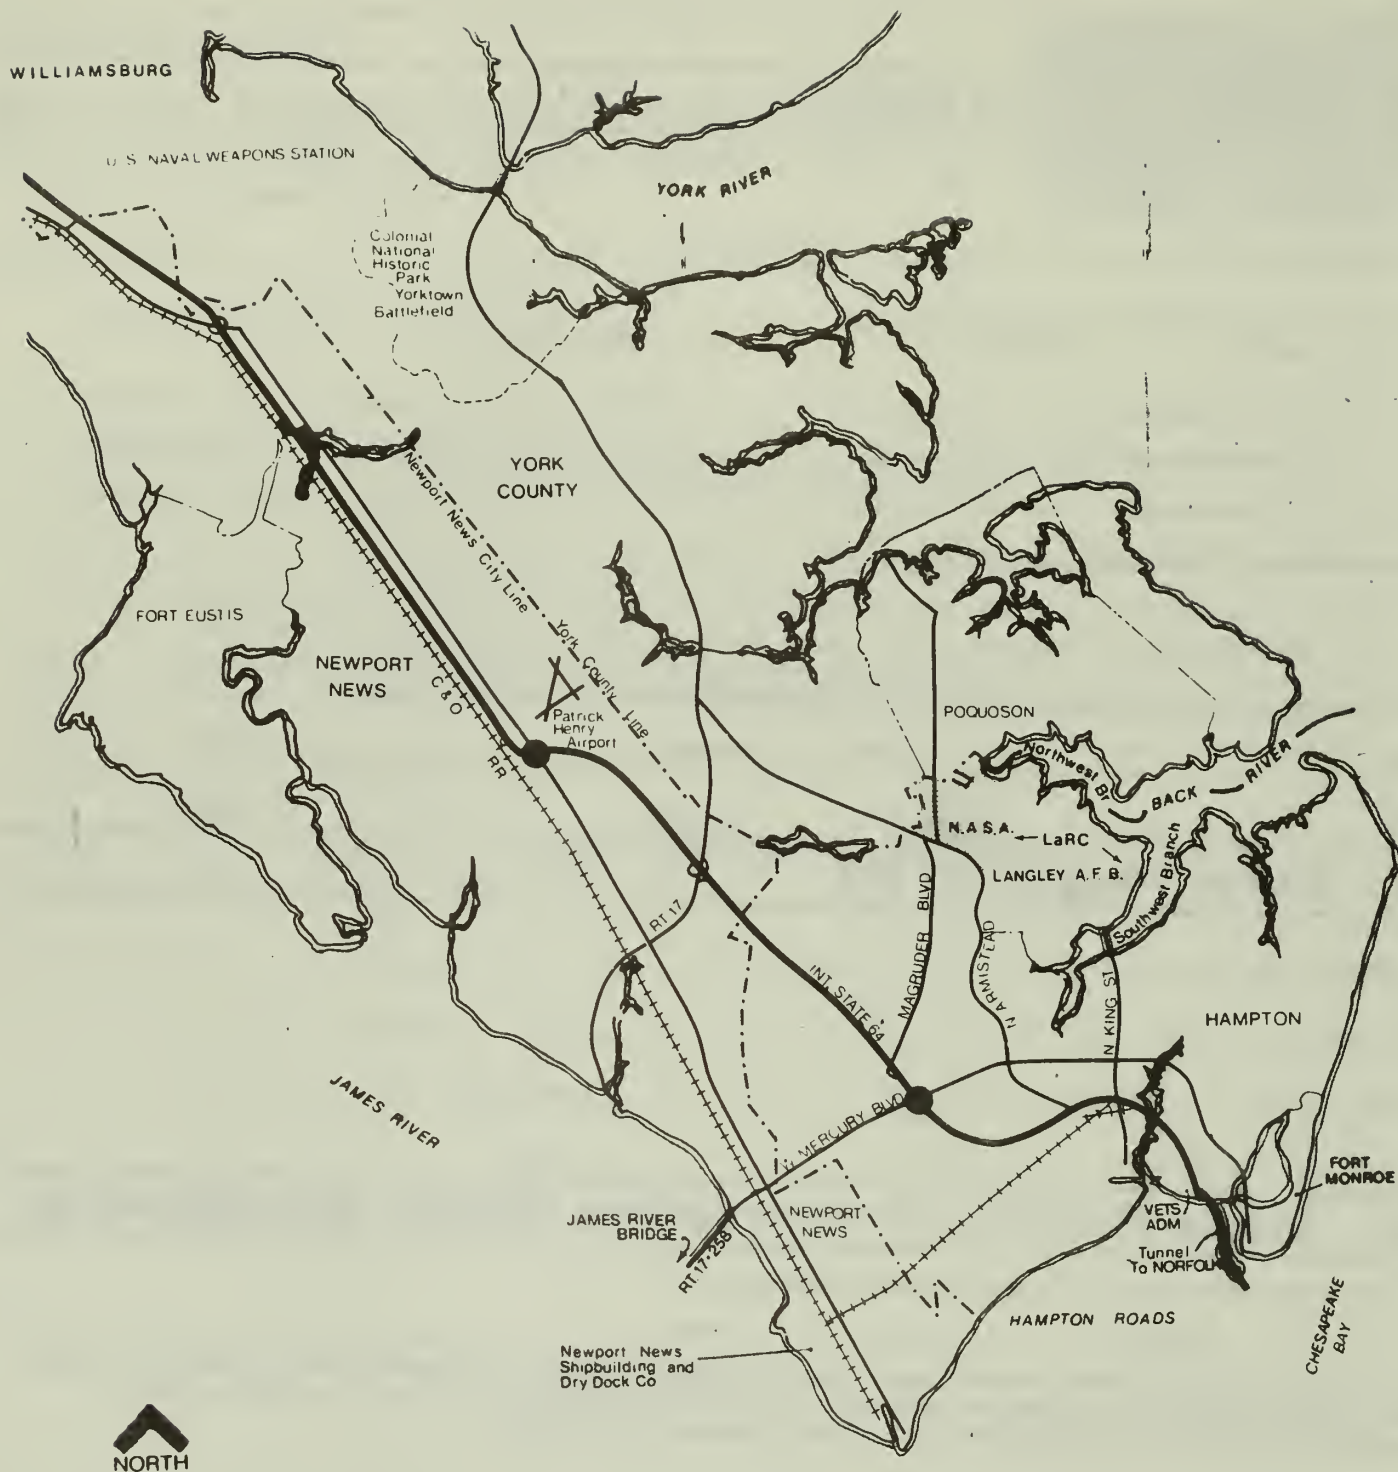 WILLIAMSBURG
U.S. NAVAL WEAPONS STATION
YORK RIVER
Colonial
National
Historic
Park
Yorktown
Battlefield
YORK
COUNTY
Newport News City Line
York County Line
FORT EUSTIS
NEWPORT
NEWS
C & O
RR
Patrick
Henry
Airport
POQUOSON
Northwest Br
BACK RIVER
N.A.S.A.
LaRC
LANGLEY A.F.B.
Southwest Branch
RT 17
MAGRUDER BLVD
N ARMISTEAD
INT. STATE 64
N KING ST
HAMPTON
JAMES RIVER
W MERCURY BLVD
FORT
MONROE
JAMES RIVER
BRIDGE
RT. 17·258
NEWPORT
NEWS
VETS
ADM
Tunnel
To NORFOLK
HAMPTON ROADS
CHESAPEAKE
BAY
Newport News
Shipbuilding and
Dry Dock Co
NORTH